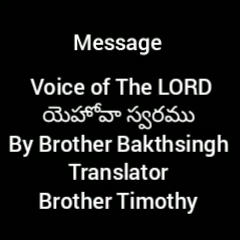 Message
Voice of The LORD
యెహోవా స్వరము
By Brother Bakthsingh
Translator
Brother Timothy